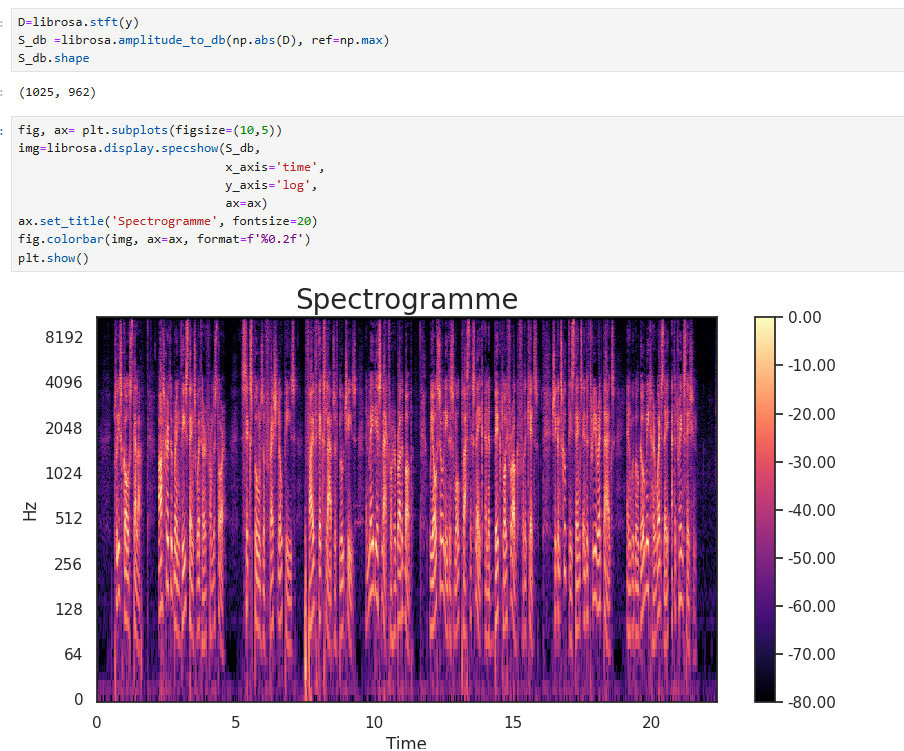 D=librosa.stft(y)
S_db =librosa.amplitude_to_db(np.abs(D), ref=np.max)
S_db.shape
(1025, 962)
fig, ax= plt.subplots(figsize=(10,5))
img=librosa.display.specshow(S_db,
x_axis='time',
y_axis='log',
ax=ax)
ax.set_title('Spectrogramme', fontsize=20)
fig.colorbar(img, ax=ax, format=f'%0.2f')
plt.show()
Spectrogramme
8192
4096
2048
1024
512
256
128
64
0
Hz
0 5 10 15 20
Time
0.00
-10.00
-20.00
-30.00
-40.00
-50.00
-60.00
-70.00
-80.00